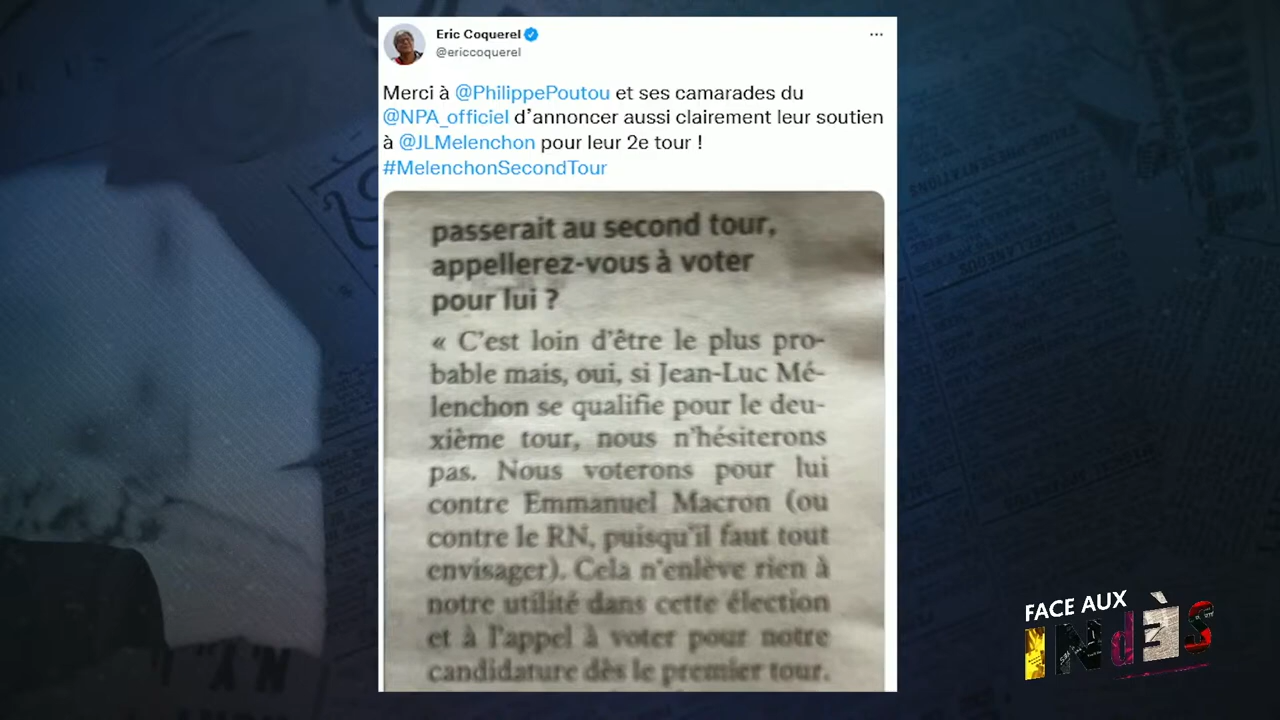 Eric Coquerel
@ericcoquerel
Merci à @PhilippePoutou et ses camarades du
@NPA_officiel d’annoncer aussi clairement leur soutien
à @JLMelenchon pour leur 2e tour !
#MelenchonSecondTour
passerait au second tour,
appellerez-vous à voter
pour lui ?
« C'est loin d'être le plus pro-
bable mais, oui, si Jean-Luc Mé-
lenchon se qualifie pour le deu-
xième tour, nous n'hésiterons
pas. Nous voterons pour lui
contre Emmanuel Macron (ou
contre le RN, puisqu'il faut tout
envisager). Cela n'enlève rien à
notre utilité dans cette élection
et à l'appel à voter pour notre
candidature dès le premier tour.
FACE AUX
INdÈS